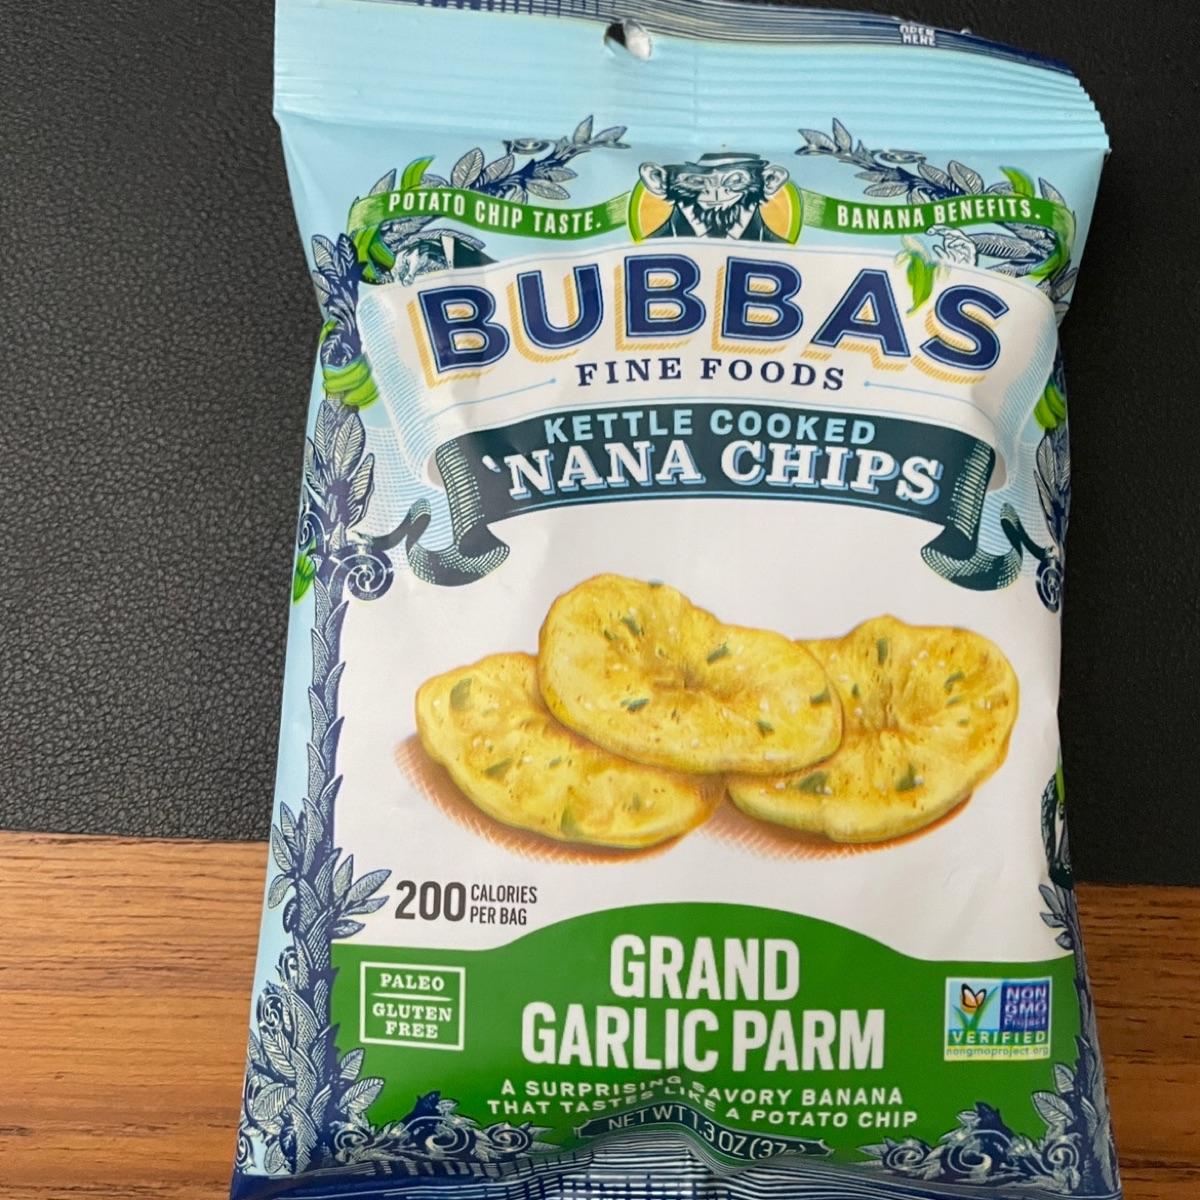 OPEN
HERE
POTATO CHIP TASTE.
BANANA BENEFITS.
BUBBA'S
FINE FOODS
KETTLE COOKED
'NANA CHIPS
200 CALORIES
PER BAG
PALEO
GLUTEN
FREE
GRAND
GARLIC PARM
NON
GMO
Project
VERIFIED
nongmoproject.org
A SURPRISING SAVORY BANANA
THAT TASTES LIKE A POTATO CHIP
NET WT 1.3 OZ (37g)